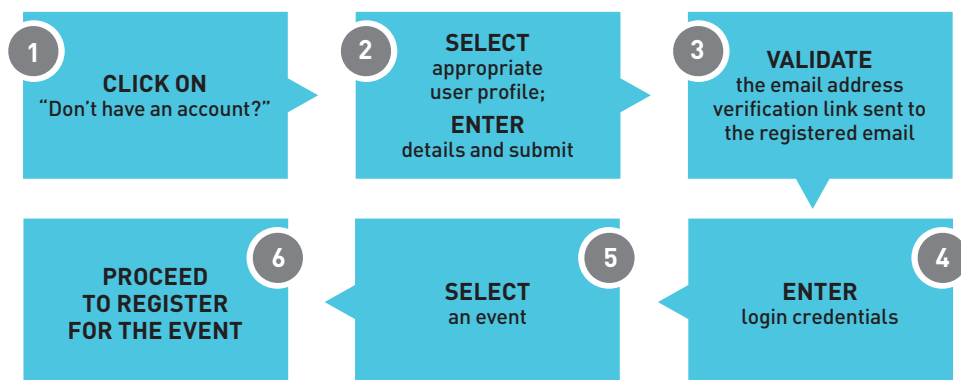 1
CLICK ON
“Don’t have an account?”
2
SELECT
appropriate
user profile;
ENTER
details and submit
3
VALIDATE
the email address
verification link sent to
the registered email
4
ENTER
login credentials
5
SELECT
an event
6
PROCEED
TO REGISTER
FOR THE EVENT